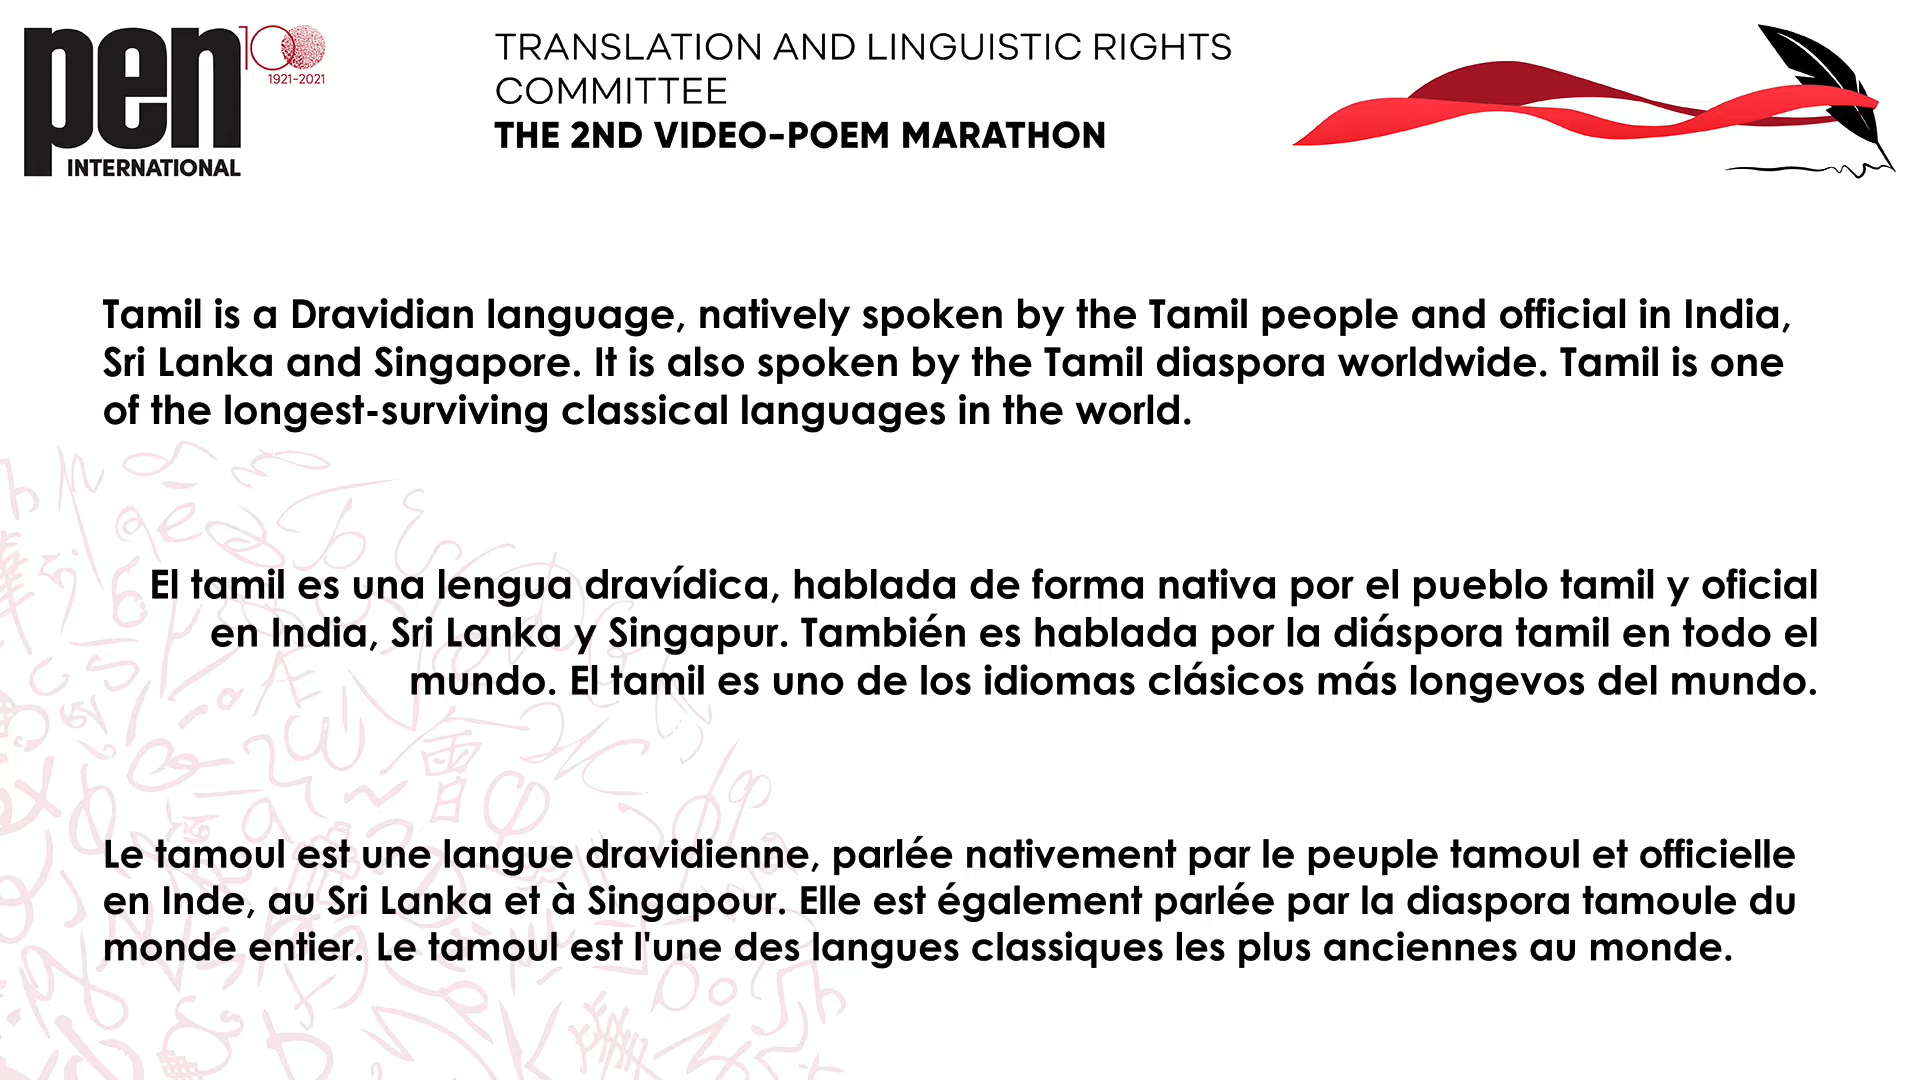 pen
100
1921-2021
INTERNATIONAL
TRANSLATION AND LINGUISTIC RIGHTS
COMMITTEE
THE 2ND VIDEO-POEM MARATHON
Tamil is a Dravidian language, natively spoken by the Tamil people and official in India,
Sri Lanka and Singapore. It is also spoken by the Tamil diaspora worldwide. Tamil is one
of the longest-surviving classical languages in the world.
El tamil es una lengua dravídica, hablada de forma nativa por el pueblo tamil y oficial
en India, Sri Lanka y Singapur. También es hablada por la diáspora tamil en todo el
mundo. El tamil es uno de los idiomas clásicos más longevos del mundo.
Le tamoul est une langue dravidienne, parlée nativement par le peuple tamoul et officielle
en Inde, au Sri Lanka et à Singapour. Elle est également parlée par la diaspora tamoule du
monde entier. Le tamoul est l'une des langues classiques les plus anciennes au monde.